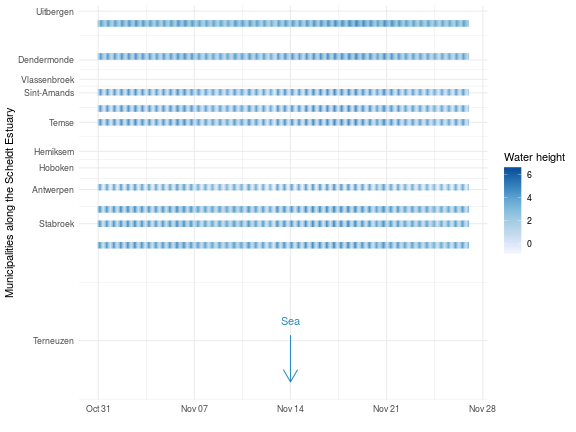 Uitbergen
Dendermonde
Vlassenbroek
Sint-Amands
Temse
Hemiksem
Hoboken
Antwerpen
Stabroek
Terneuzen
Municipalities along the Scheldt Estuary
Sea
Oct 31
Nov 07
Nov 14
Nov 21
Nov 28
Water height
6
4
2
0